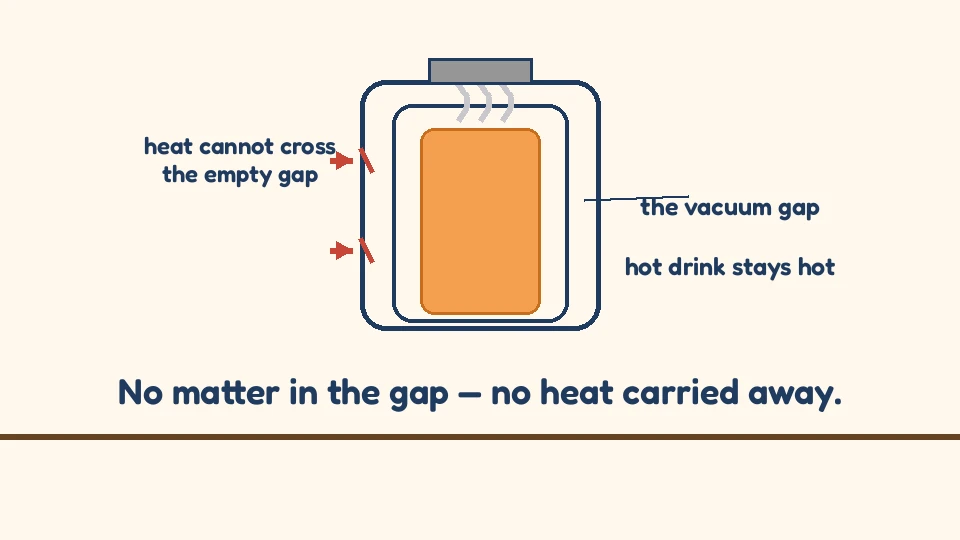 heat cannot cross
the empty gap
the vacuum gap
hot drink stays hot
No matter in the gap — no heat carried away.